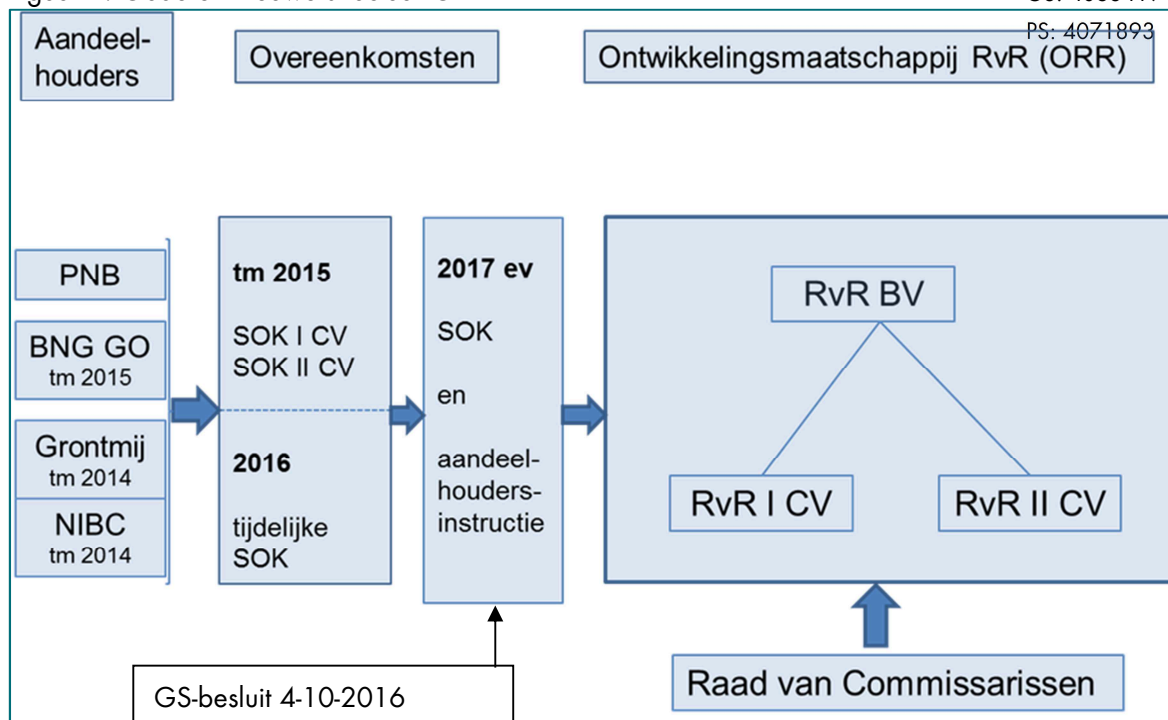 PS: 4071893
Aandeel-
houders
Overeenkomsten
Ontwikkelingsmaatschappij RvR (ORR)
PNB
BNG GO
tm 2015
Grontmij
tm 2014
NIBC
tm 2014
tm 2015
SOK I CV
SOK II CV
2016
tijdelijke
SOK
2017 ev
SOK
en
aandeel-
houders-
instructie
RvR BV
RvR I CV
RvR II CV
GS-besluit 4-10-2016
Raad van Commissarissen